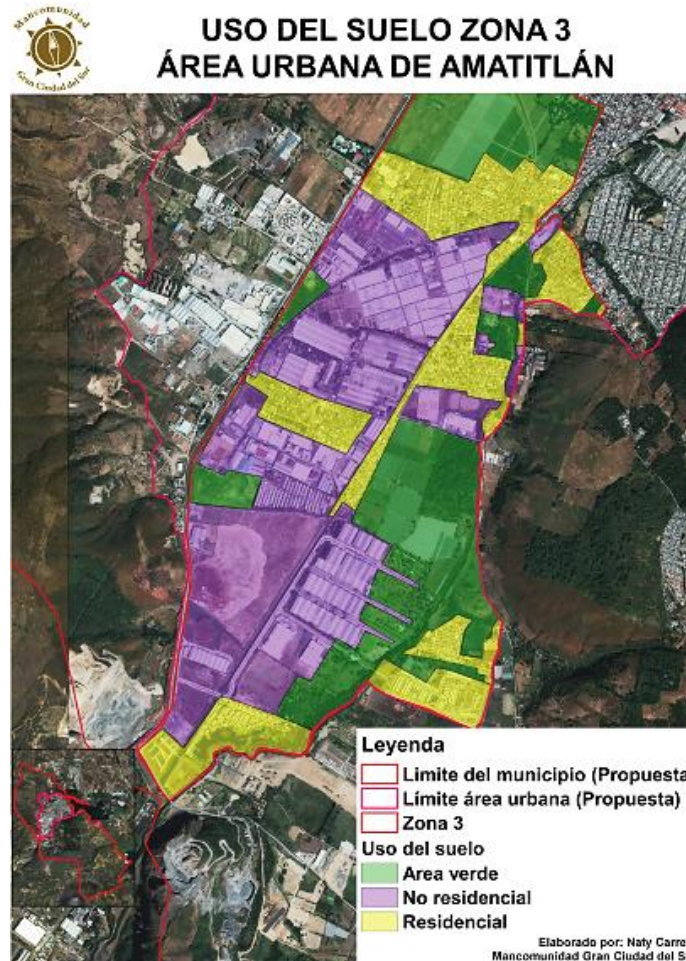 Mancomunidad
Gran Ciudad del Sur
USO DEL SUELO ZONA 3
ÁREA URBANA DE AMATITLÁN
Leyenda
Limite del municipio (Propuesta
Límite área urbana (Propuesta)
Zona 3
Uso del suelo
Area verde
No residencial
Residencial
Elaborado por: Naty Carre
Mancomunidad Gran Ciudad del S